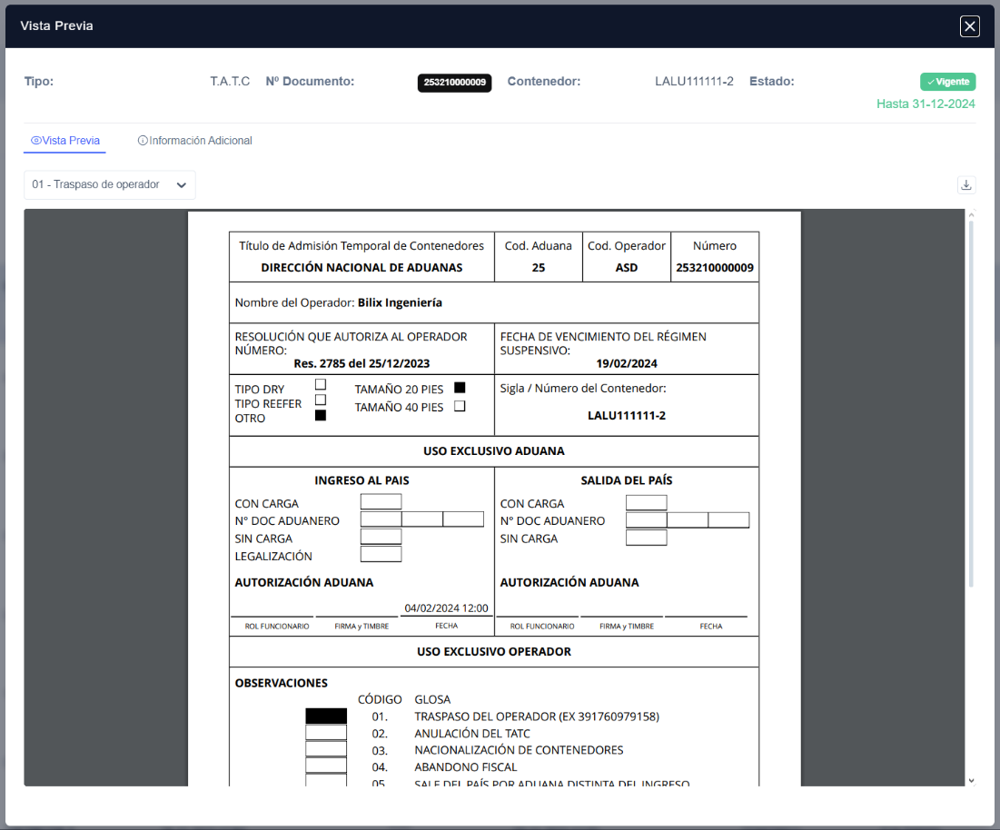 Vista Previa
Tipo: T.A.T.C Nº Documento: 253210000009 Contenedor: LALU111111-2 Estado: Vigente
Hasta 31-12-2024
Vista Previa Información Adicional
01 - Traspaso de operador
Título de Admisión Temporal de Contenedores Cod. Aduana Cod. Operador Número
DIRECCIÓN NACIONAL DE ADUANAS 25 ASD 253210000009
Nombre del Operador: Bilix Ingeniería
RESOLUCIÓN QUE AUTORIZA AL OPERADOR
NÚMERO:
Res. 2785 del 25/12/2023
FECHA DE VENCIMIENTO DEL RÉGIMEN
SUSPENSIVO:
19/02/2024
TIPO DRY TAMAÑO 20 PIES
TIPO REEFER TAMAÑO 40 PIES
OTRO
Sigla / Número del Contenedor:
LALU111111-2
USO EXCLUSIVO ADUANA
INGRESO AL PAIS
CON CARGA
N° DOC ADUANERO
SIN CARGA
LEGALIZACIÓN
AUTORIZACIÓN ADUANA
04/02/2024 12:00
ROL FUNCIONARIO FIRMA y TIMBRE FECHA
SALIDA DEL PAÍS
CON CARGA
N° DOC ADUANERO
SIN CARGA
AUTORIZACIÓN ADUANA
ROL FUNCIONARIO FIRMA y TIMBRE FECHA
USO EXCLUSIVO OPERADOR
OBSERVACIONES
CÓDIGO GLOSA
01. TRASPASO DEL OPERADOR (EX 391760979158)
02. ANULACIÓN DEL TATC
03. NACIONALIZACIÓN DE CONTENEDORES
04. ABANDONO FISCAL
05. SALE DEL PAÍS POR ADUANA DISTINTA DEL INGRESO